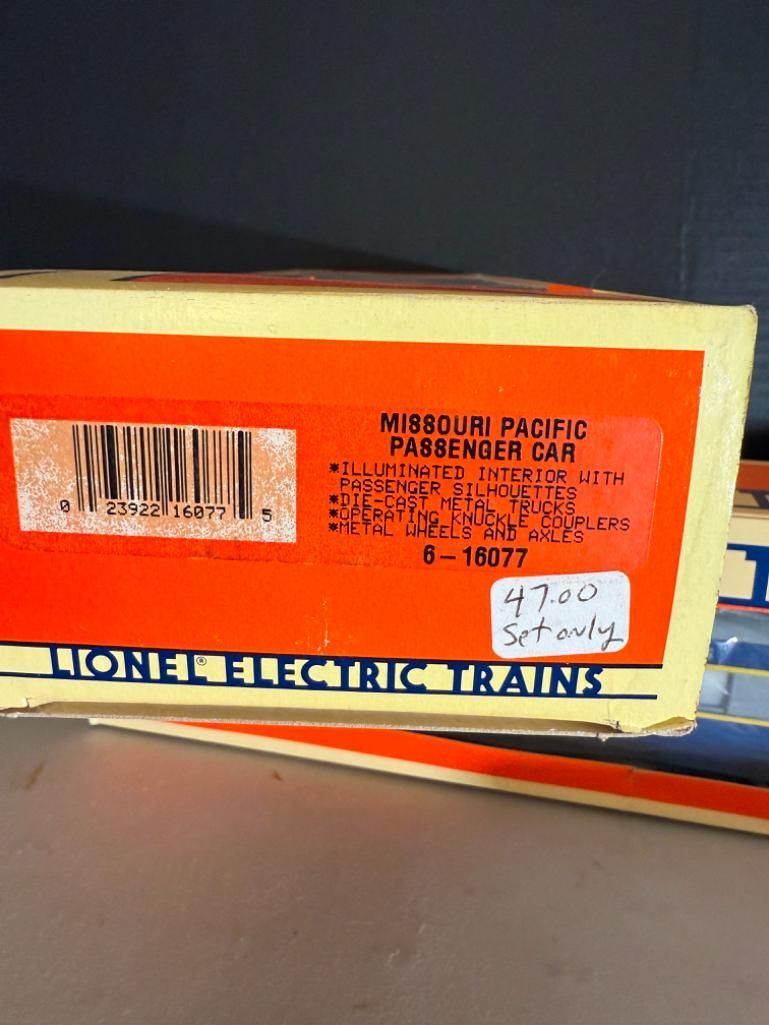 MISSOURI PACIFIC
PASSENGER CAR
*ILLUMINATED INTERIOR WITH
PASSENGER SILHOUETTES
*DIE-CAST METAL TRUCKS
*OPERATING KNUCKLE COUPLERS
*METAL WHEELS AND AXLES
6-16077
0 23922 16077 5
47.00
Set only
LIONEL® ELECTRIC TRAINS